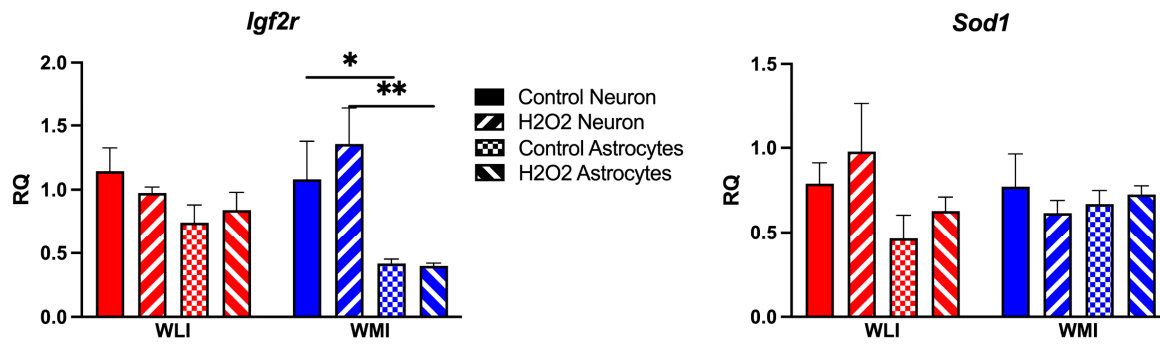 Igf2r
2.0
1.5
1.0
0.5
0.0
RQ
*
**
WLI
WMI
Control Neuron
H2O2 Neuron
Control Astrocytes
H2O2 Astrocytes
Sod1
1.5
1.0
0.5
0.0
RQ
WLI
WMI